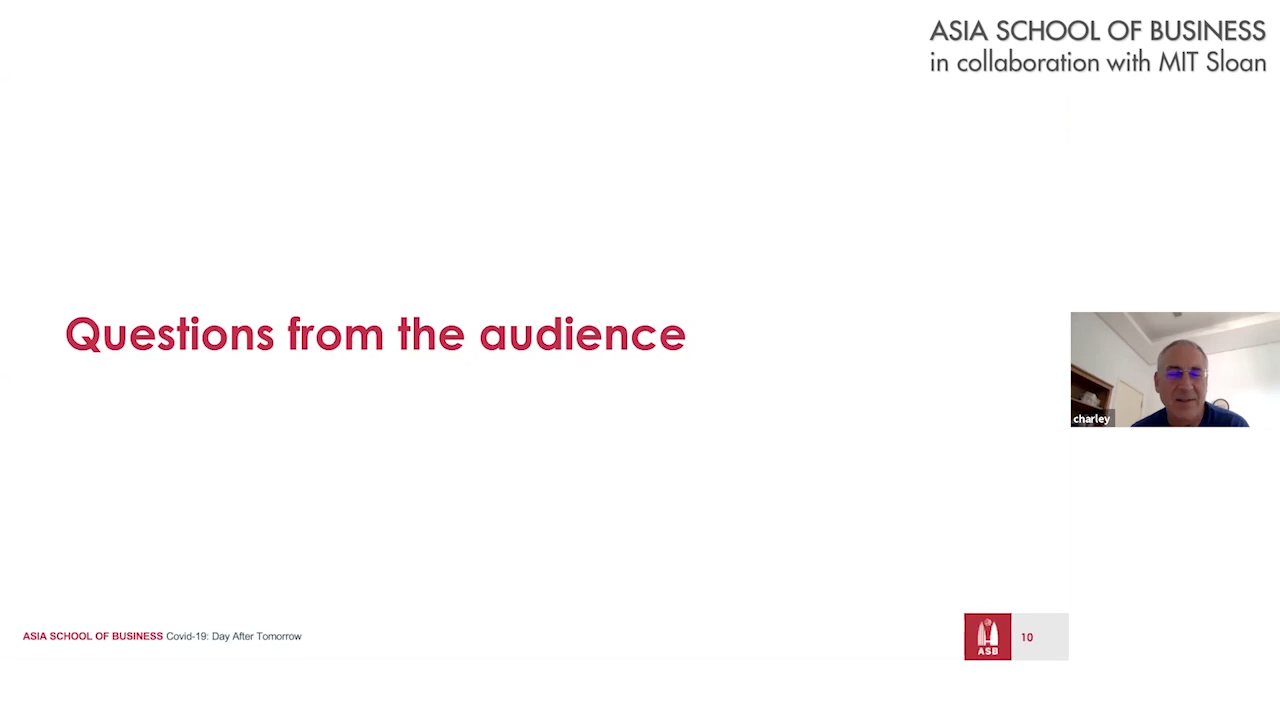 ASIA SCHOOL OF BUSINESS
in collaboration with MIT Sloan
Questions from the audience
charley
ASIA SCHOOL OF BUSINESS Covid-19: Day After Tomorrow
ASB
10